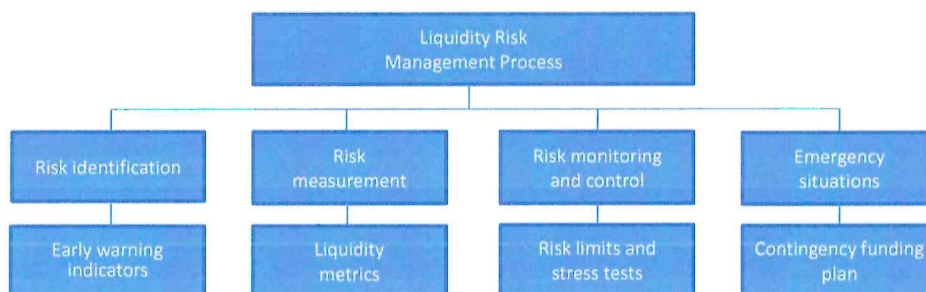 Liquidity Risk
Management Process
Risk identification
Risk
measurement
Risk monitoring
and control
Emergency
situations
Early warning
indicators
Liquidity
metrics
Risk limits and
stress tests
Contingency funding
plan